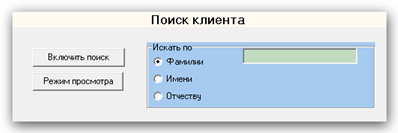 Поиск клиента
Включить поиск
Режим просмотра
Искать по
Фамилии
Имени
Отчеству